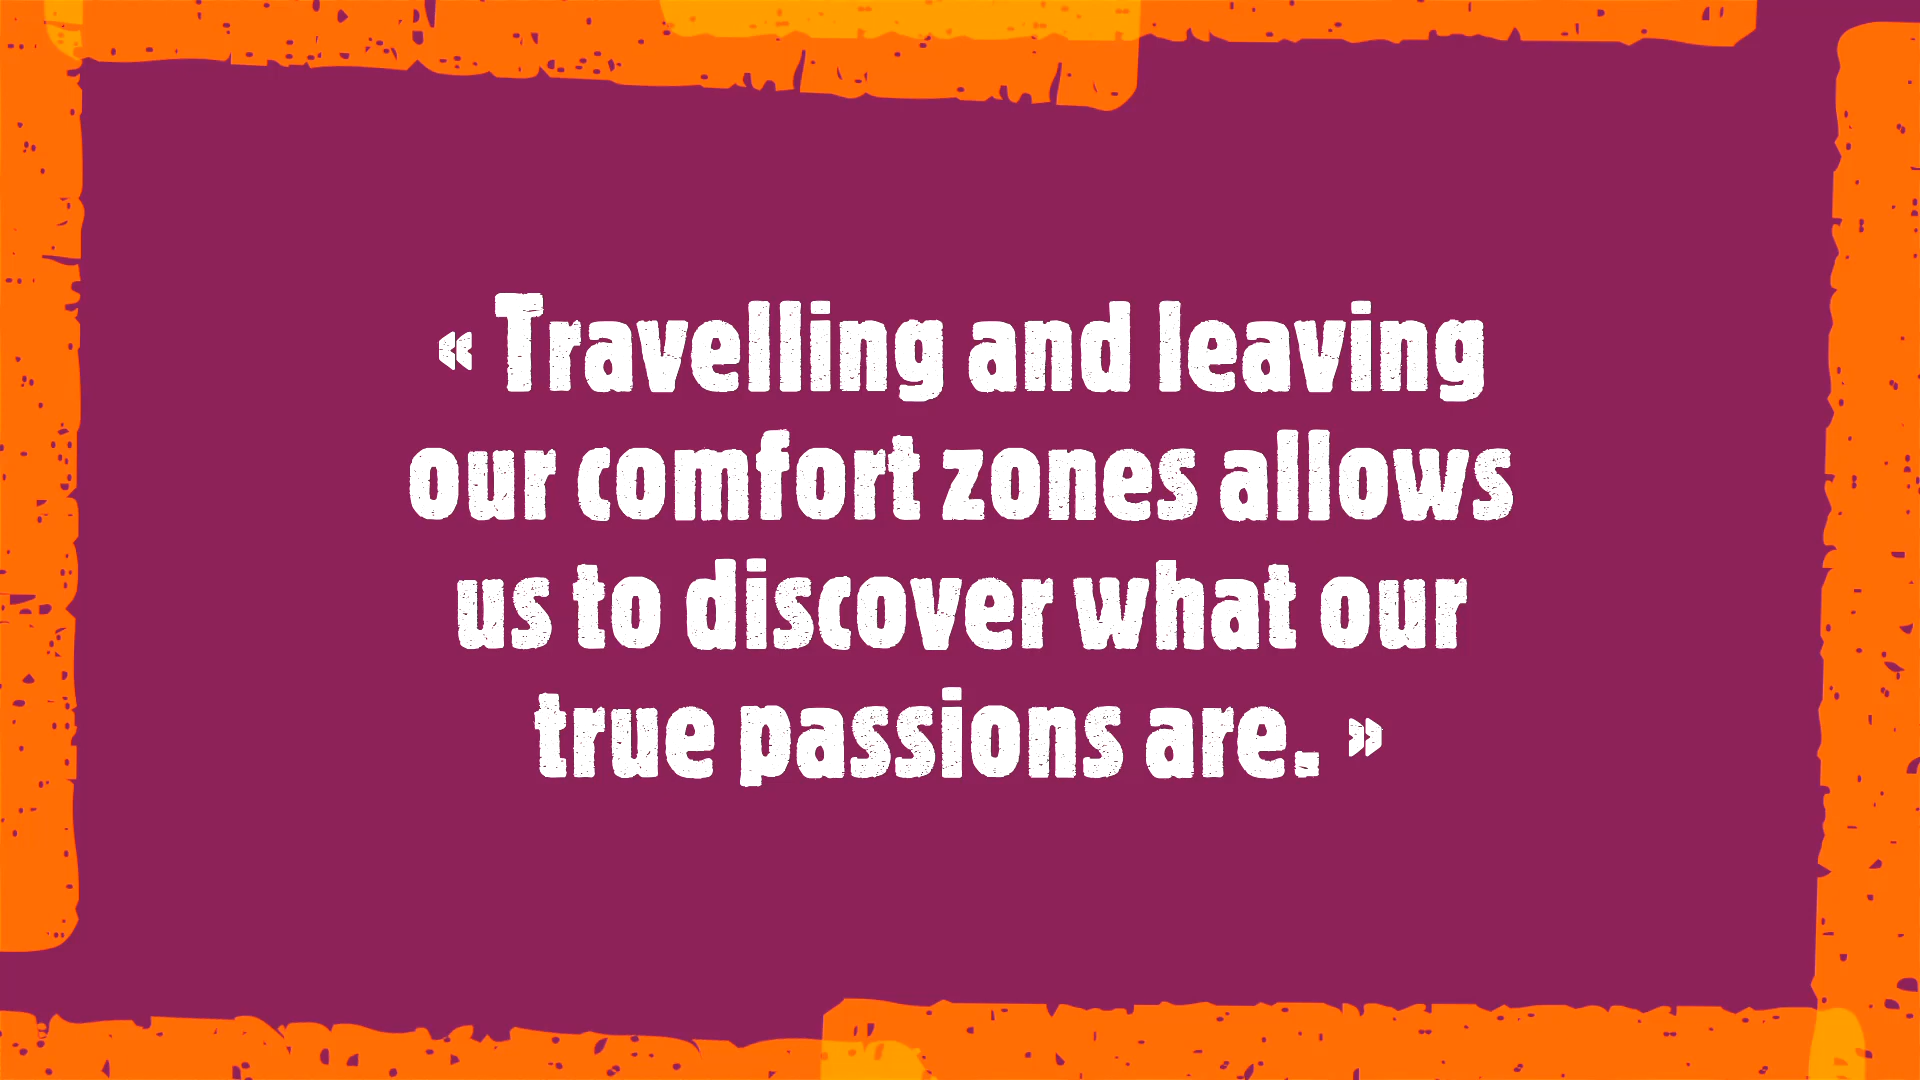 « Travelling and leaving
our comfort zones allows
us to discover what our
true passions are. »